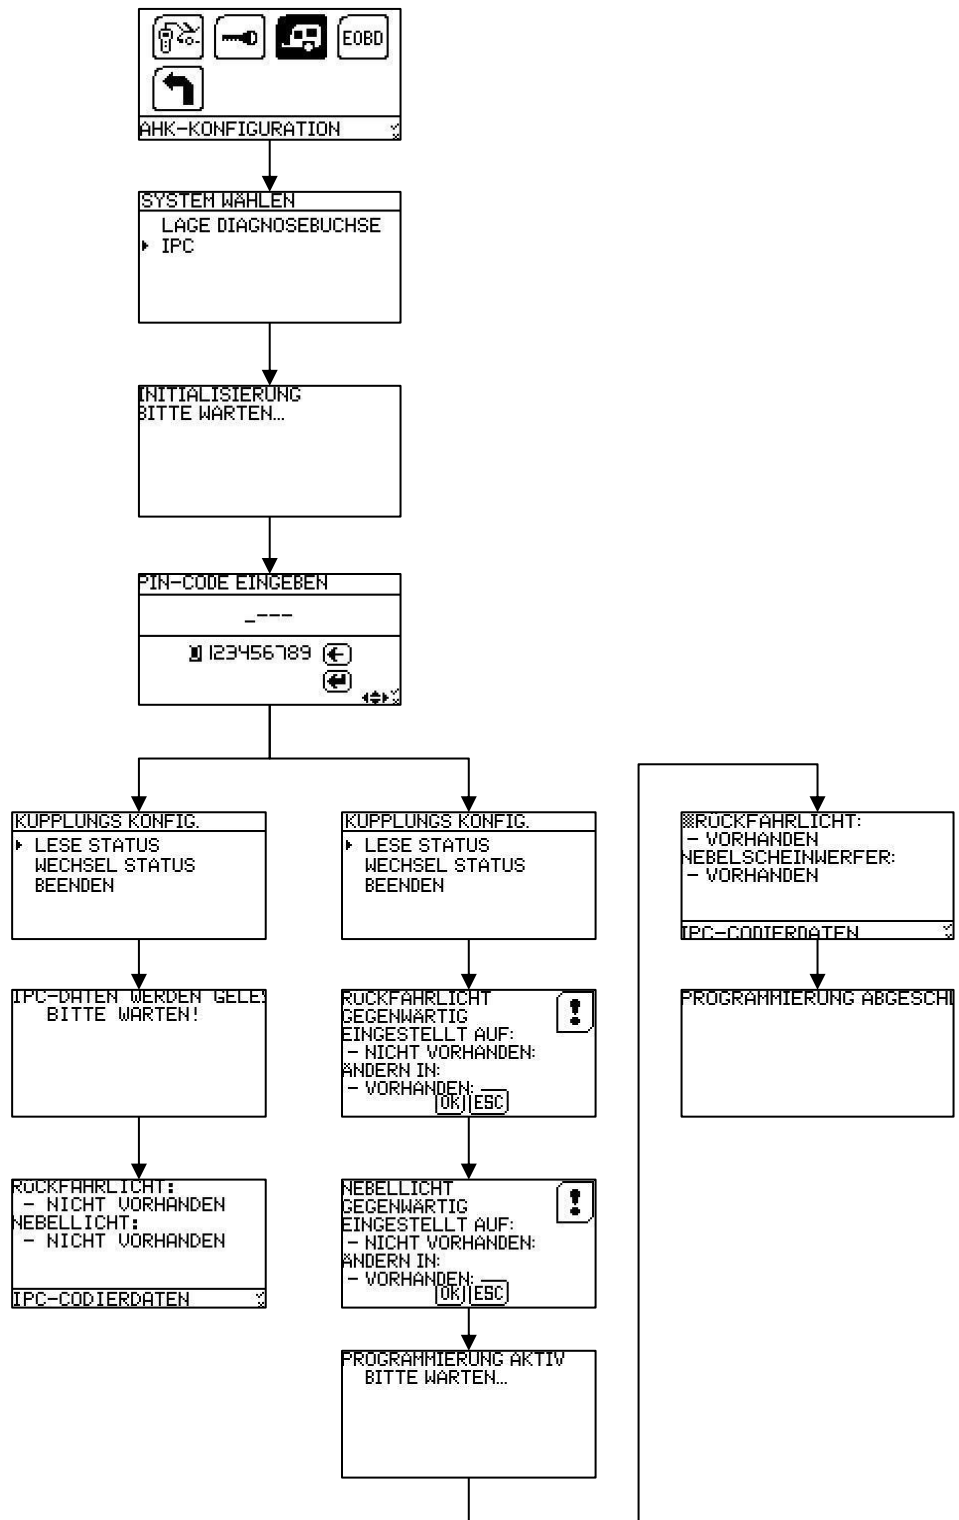 EOBD
AHK-KONFIGURATION
SYSTEM WÄHLEN
LAGE DIAGNOSEBUCHSE
IPC
INITIALISIERUNG
BITTE WARTEN...
PIN-CODE EINGEBEN
_---
0123456789
KUPPLUNGS KONFIG.
LESE STATUS
WECHSEL STATUS
BEENDEN
IPC-DATEN WERDEN GELES
BITTE WARTEN!
RÜCKFAHRLICHT:
- NICHT VORHANDEN
NEBELLICHT:
- NICHT VORHANDEN
IPC-CODIERDATEN
KUPPLUNGS KONFIG.
LESE STATUS
WECHSEL STATUS
BEENDEN
RÜCKFAHRLICHT
GEGENWÄRTIG
EINGESTELLT AUF:
- NICHT VORHANDEN:
ÄNDERN IN:
- VORHANDEN:
OK ESC
NEBELLICHT
GEGENWÄRTIG
EINGESTELLT AUF:
- NICHT VORHANDEN:
ÄNDERN IN:
- VORHANDEN:
OK ESC
PROGRAMMIERUNG AKTIV
BITTE WARTEN...
RÜCKFAHRLICHT:
- VORHANDEN
NEBELSCHEINWERFER:
- VORHANDEN
IPC-CODIERDATEN
PROGRAMMIERUNG ABGESCHL